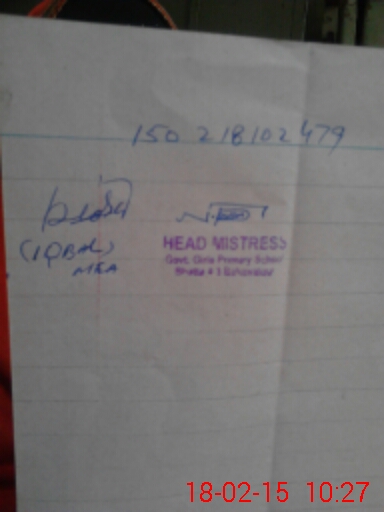 150 218102479
(IQBAL)
MEA
HEAD MISTRESS
Govt. Girls Primary School
18-02-15 10:27